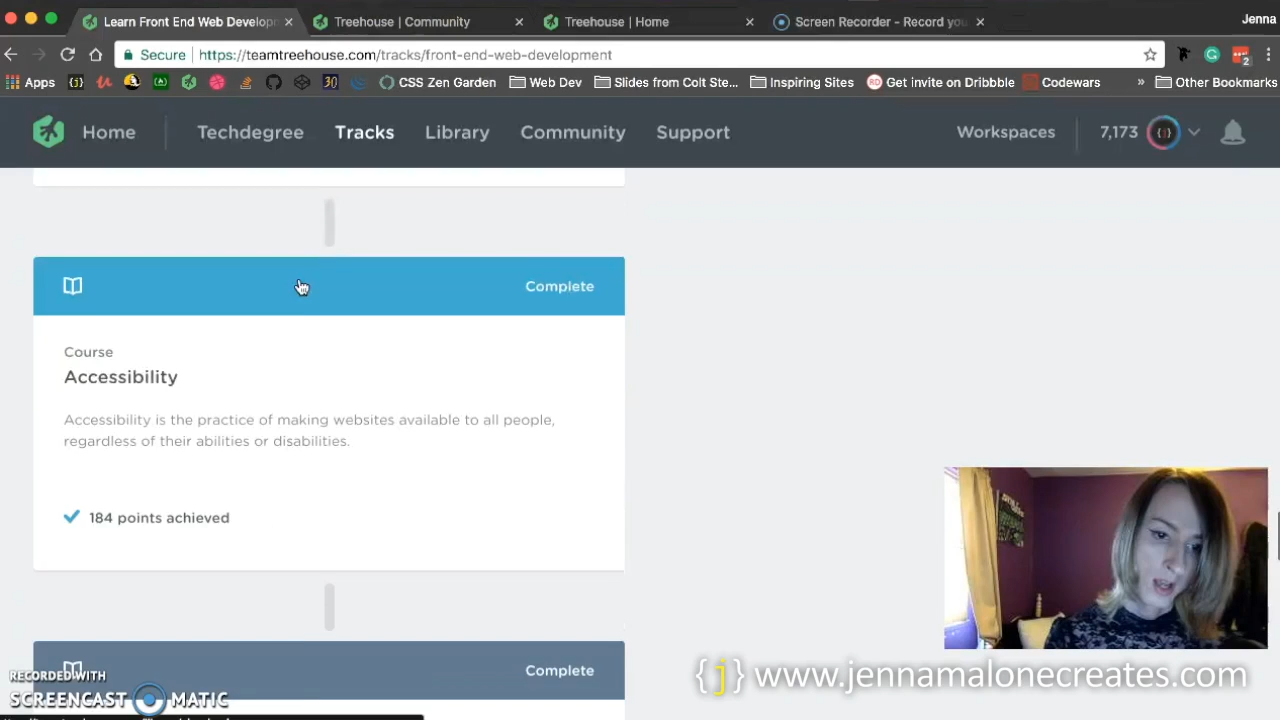 Learn Front End Web Develop
Treehouse | Community
Treehouse | Home
Screen Recorder - Record yo
Jenna
Secure
https://teamtreehouse.com/tracks/front-end-web-development
2
Apps
30
CSS Zen Garden
Web Dev
Slides from Colt Ste...
Inspiring Sites
RD
Get invite on Dribbble
Codewars
»
Other Bookmarks
Home
Techdegree
Tracks
Library
Community
Support
Workspaces
7,173
Complete
Course
Accessibility
Accessibility is the practice of making websites available to all people,
regardless of their abilities or disabilities.
184 points achieved
Complete
RECORDED WITH
SCREENCAST MATIC
{j} www.jennamalonecreates.com